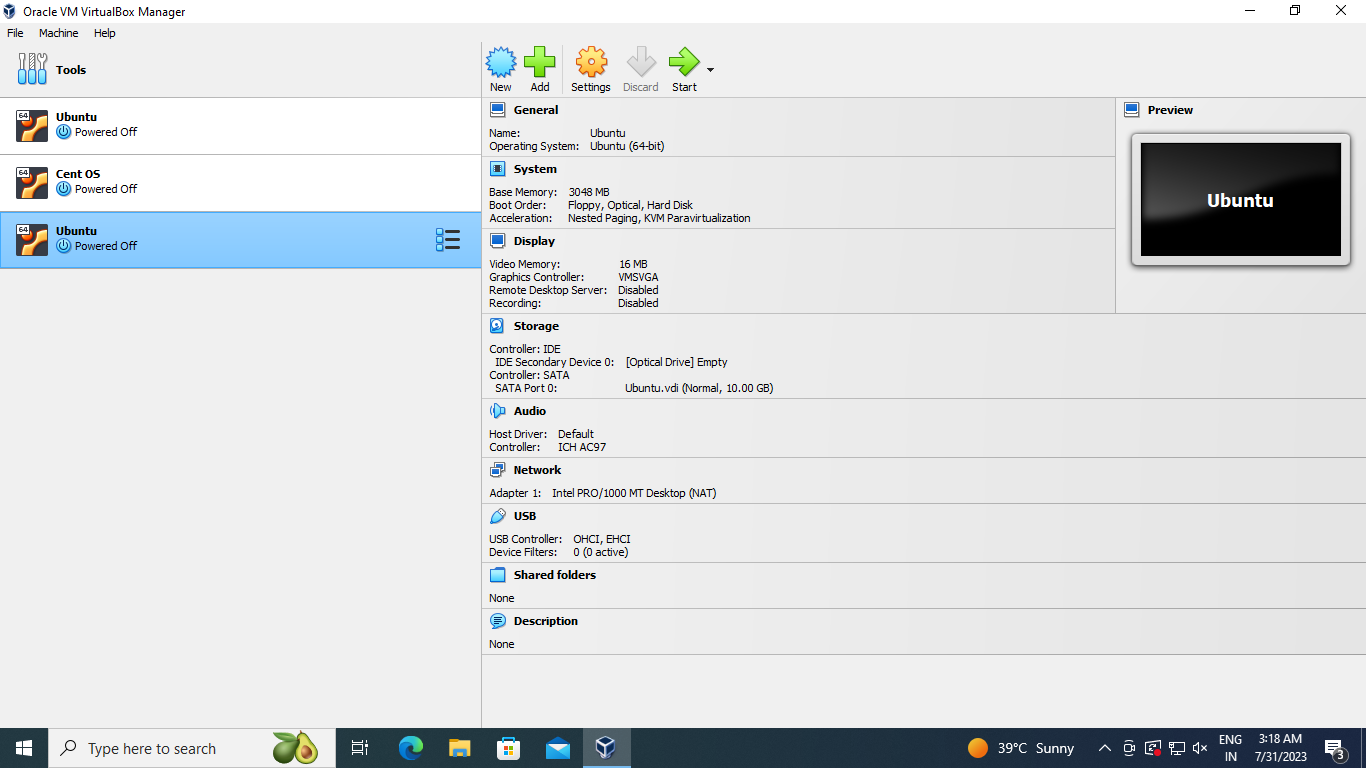 Oracle VM VirtualBox Manager
File Machine Help
Tools
New Add Settings Discard Start
64 Ubuntu
Powered Off
64 Cent OS
Powered Off
64 Ubuntu
Powered Off
General
Name: Ubuntu
Operating System: Ubuntu (64-bit)
System
Base Memory: 3048 MB
Boot Order: Floppy, Optical, Hard Disk
Acceleration: Nested Paging, KVM Paravirtualization
Display
Video Memory: 16 MB
Graphics Controller: VMSVGA
Remote Desktop Server: Disabled
Recording: Disabled
Preview
Ubuntu
Storage
Controller: IDE
IDE Secondary Device 0: [Optical Drive] Empty
Controller: SATA
SATA Port 0: Ubuntu.vdi (Normal, 10.00 GB)
Audio
Host Driver: Default
Controller: ICH AC97
Network
Adapter 1: Intel PRO/1000 MT Desktop (NAT)
USB
USB Controller: OHCI, EHCI
Device Filters: 0 (0 active)
Shared folders
None
Description
None
Type here to search
39°C Sunny
ENG
IN
3:18 AM
7/31/2023
3